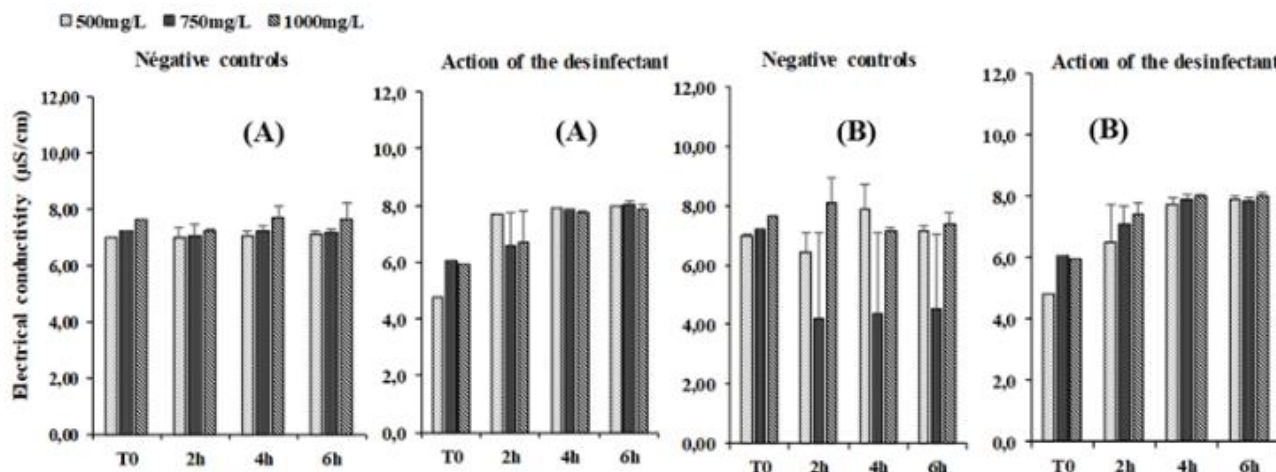 500mg/L 750mg/L 1000mg/L
Négative controls
Action of the desinfectant
Negative controls
Action of the desinfectant
Electrical conductivity (µS/cm)
12,00
10,00
8,00
6,00
4,00
2,00
0,00
(A)
T0 2h 4h 6h
12,0
10,0
8,0
6,0
4,0
2,0
0,0
(A)
T0 2h 4h 6h
12,00
10,00
8,00
6,00
4,00
2,00
0,00
(B)
T0 2h 4h 6h
12,0
10,0
8,0
6,0
4,0
2,0
0,0
(B)
T0 2h 4h 6h